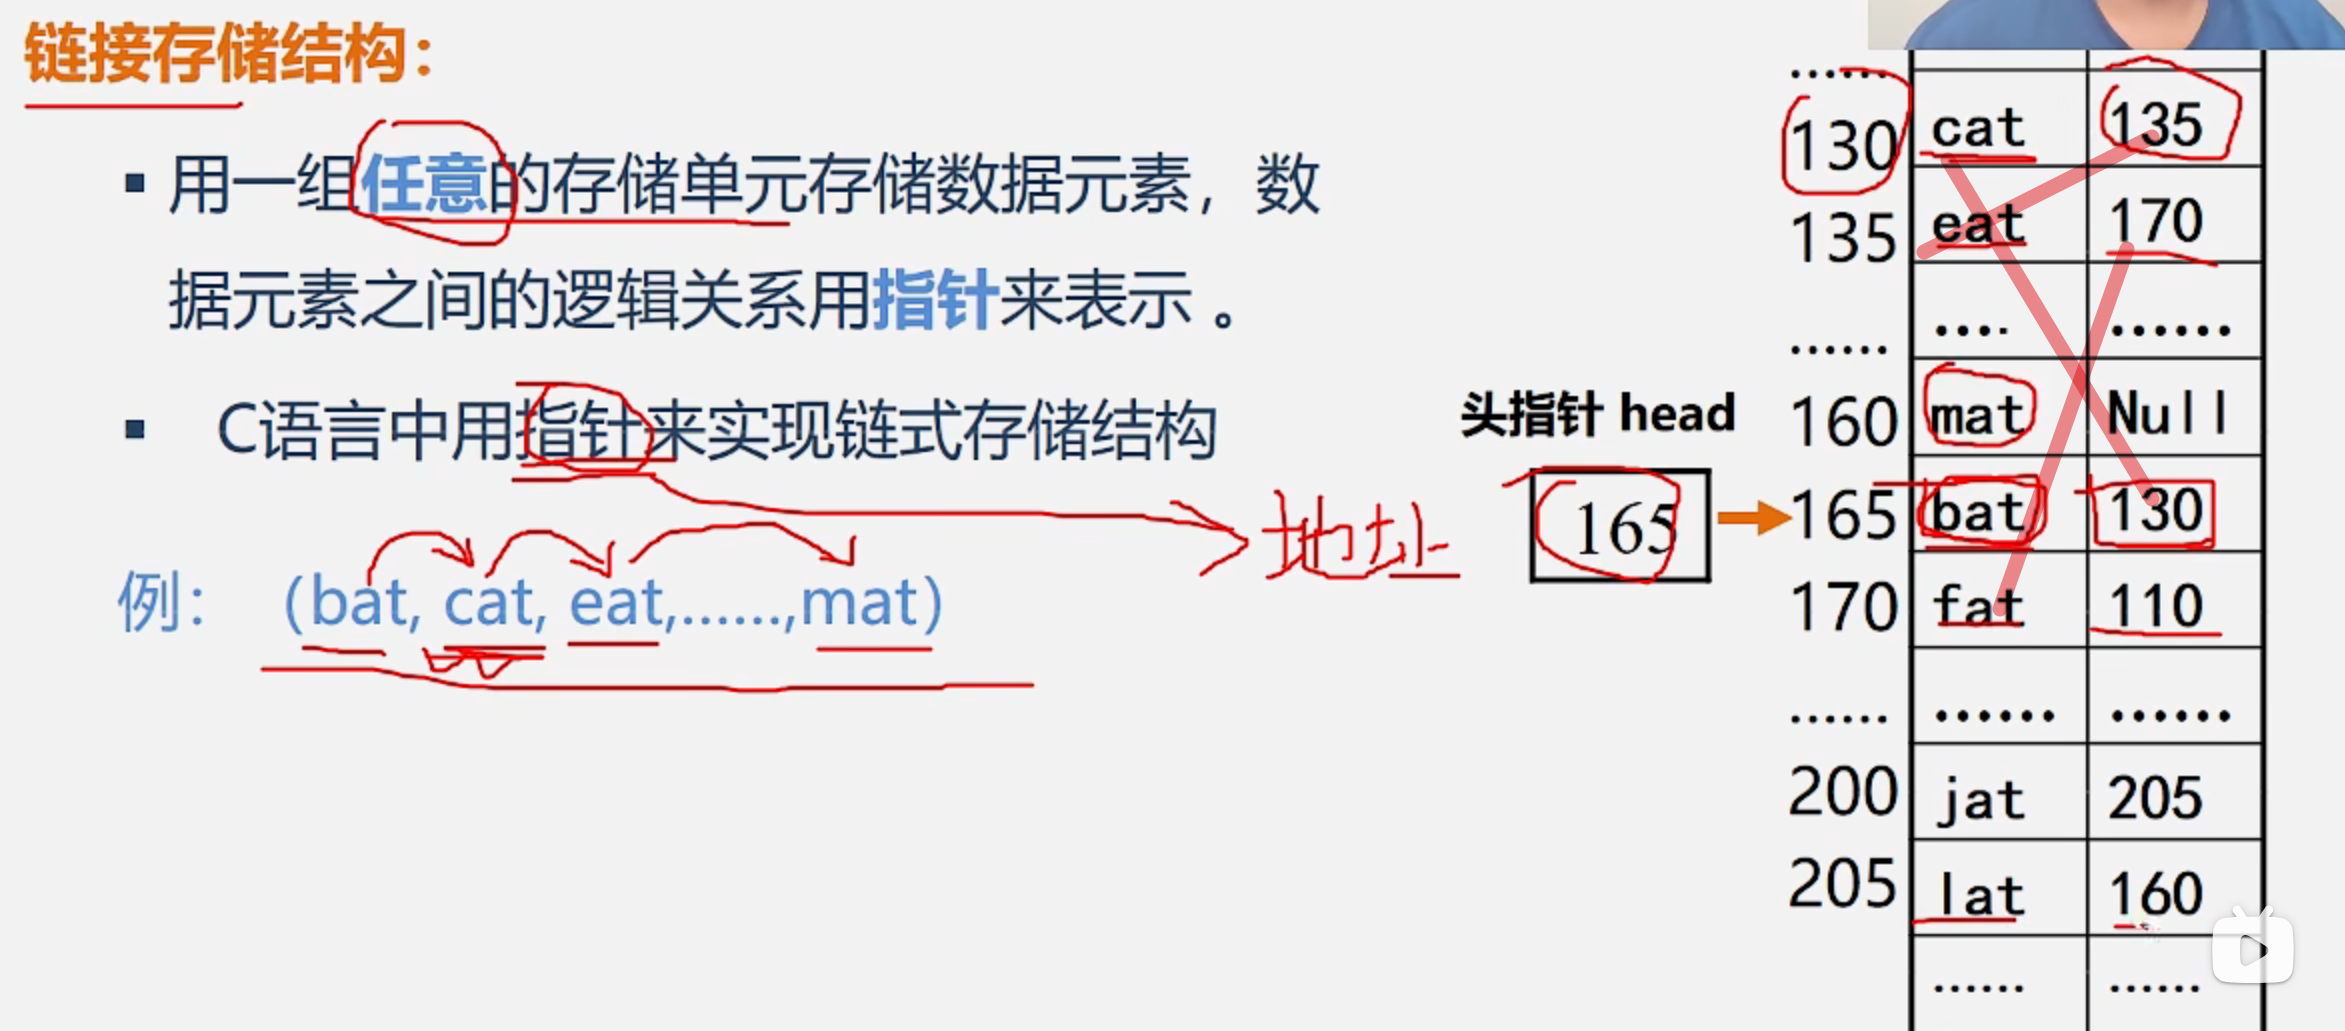 链接存储结构：
▪ 用一组任意的存储单元存储数据元素，数
据元素之间的逻辑关系用指针来表示 。
▪ C语言中用指针来实现链式存储结构
地址
例： （bat, cat, eat,……,mat）
头指针 head
165
……
130 cat 135
135 eat 170
…… …. ……
160 mat Null
165 bat 130
170 fat 110
…… …… ……
200 jat 205
205 lat 160
…… ……